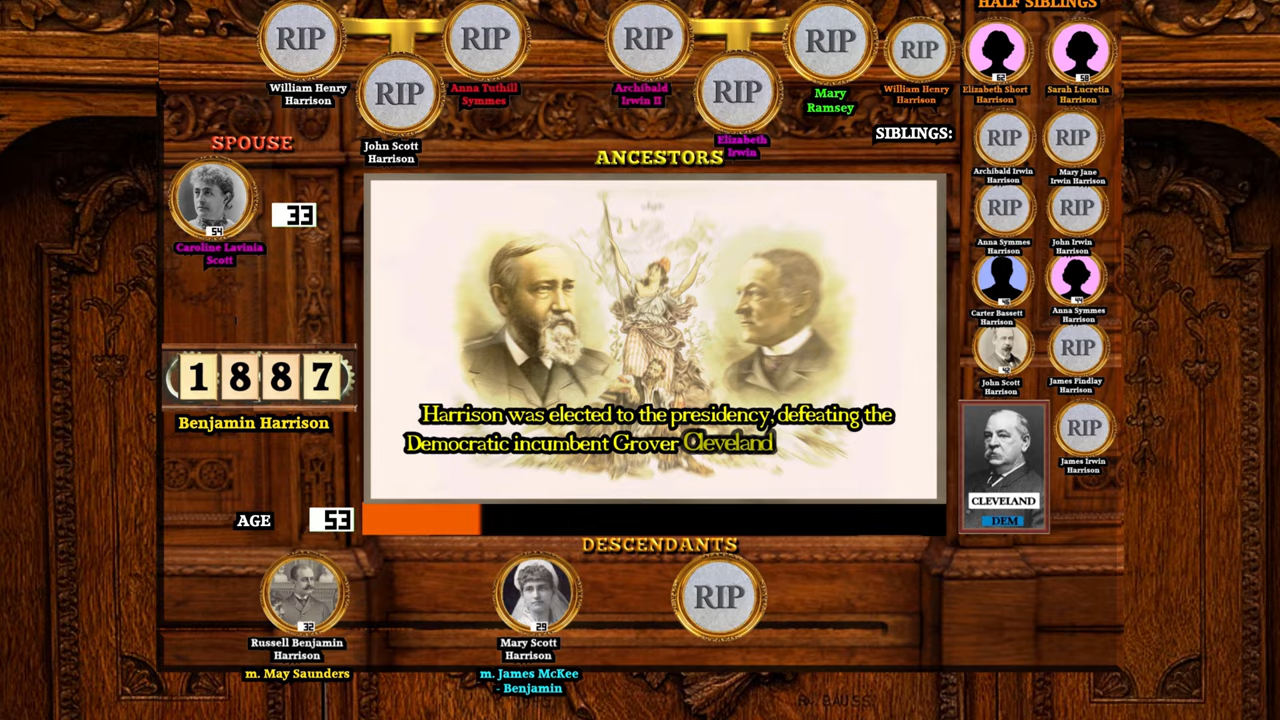 HALF SIBLINGS
RIP
RIP
RIP
RIP
RIP
RIP
RIP
62
58
William Henry
Harrison
Anna Tuthill
Symmes
Archibald
Irwin II
Mary
Ramsey
William Henry
Harrison
Elizabeth Short
Harrison
Sarah Lucretia
Harrison
John Scott
Harrison
Elizabeth
Irwin
SIBLINGS:
RIP
RIP
Archibald Irwin
Harrison
Mary Jane
Irwin Harrison
SPOUSE
ANCESTORS
54
33
Caroline Lavinia
Scott
RIP
RIP
Anna Symmes
Harrison
John Irwin
Harrison
Carter Bassett
Harrison
Anna Symmes
Harrison
42
RIP
John Scott
Harrison
James Findlay
Harrison
1887
Benjamin Harrison
Harrison was elected to the presidency, defeating the
Democratic incumbent Grover Cleveland
RIP
James Irwin
Harrison
CLEVELAND
DEM
AGE
53
DESCENDANTS
32
29
RIP
Russell Benjamin
Harrison
m. May Saunders
Mary Scott
Harrison
m. James McKee
- Benjamin